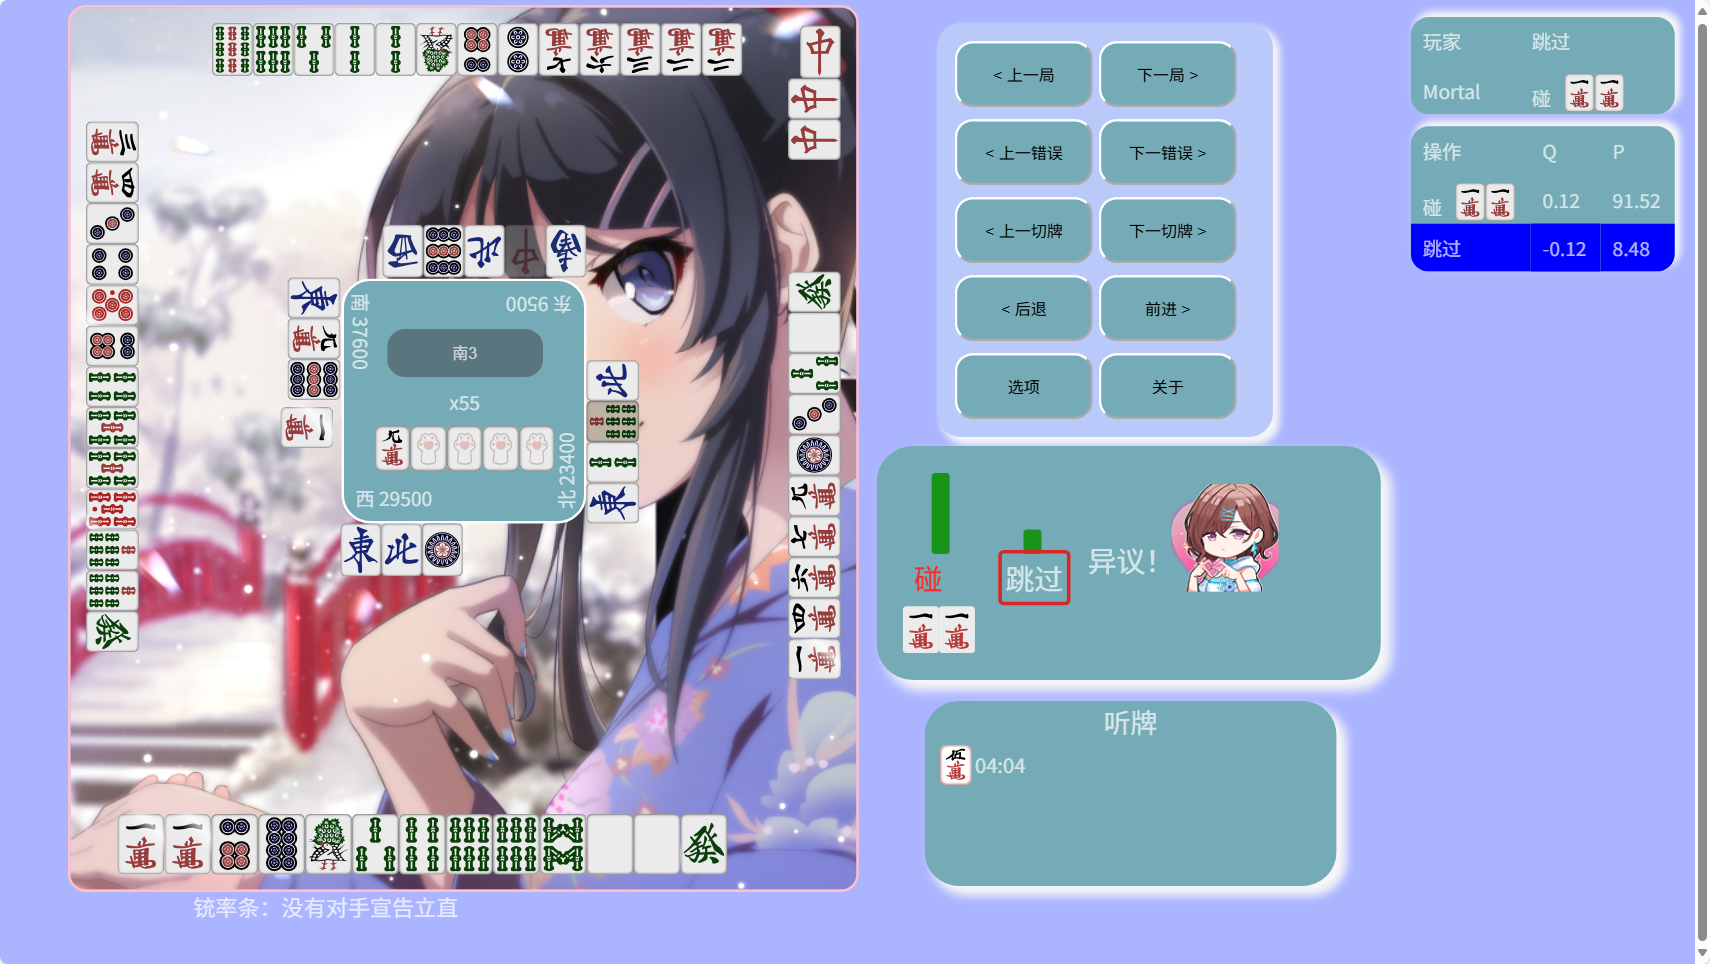 南 37600
东 9500
南3
x55
西 29500
北 23400
铳率条：没有对手宣告立直
< 上一局
下一局 >
< 上一错误
下一错误 >
< 上一切牌
下一切牌 >
< 后退
前进 >
选项
关于
碰
跳过
异议！
听牌
04:04
玩家 跳过
Mortal 碰
操作 Q P
碰 0.12 91.52
跳过 -0.12 8.48